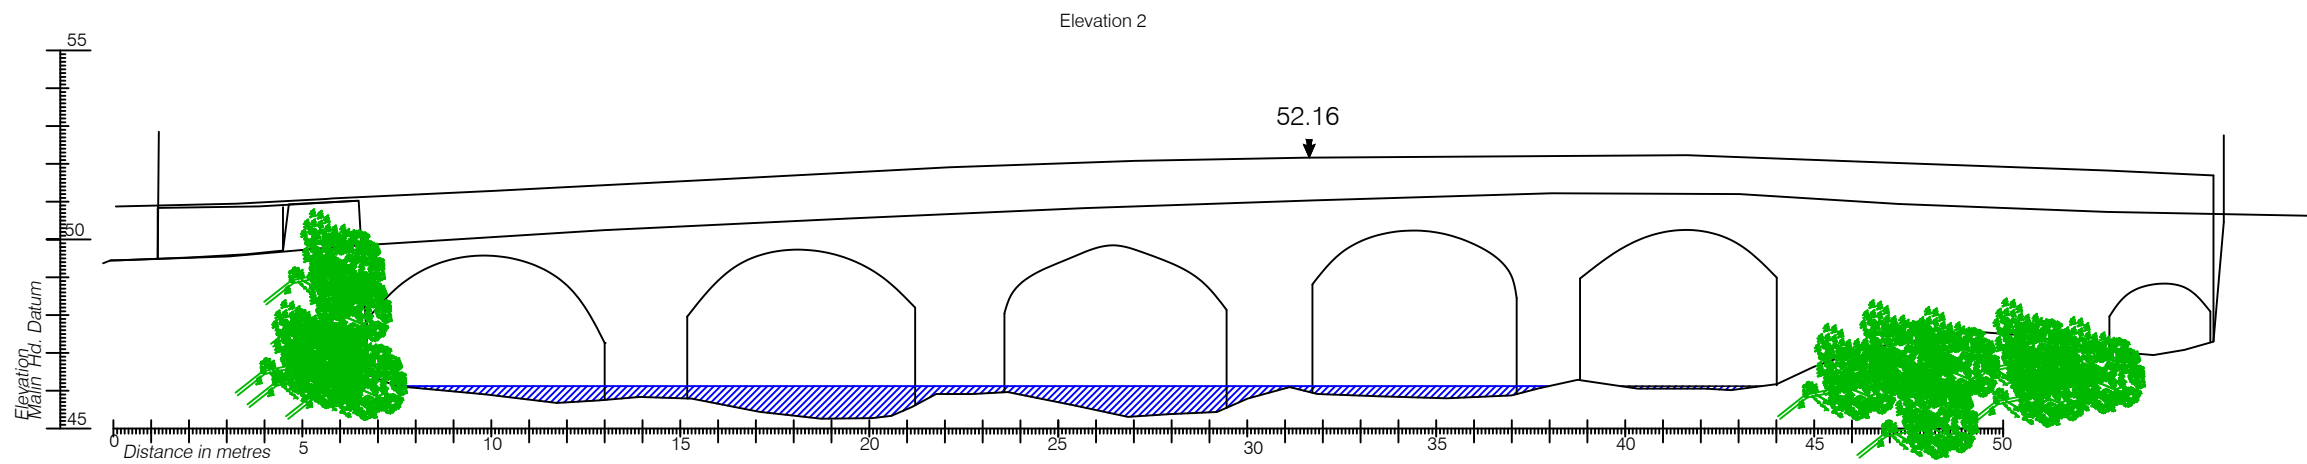 Elevation 2
55
52.16
50
45
Elevation
Main Hd. Datum
0 5 10 15 20 25 30 35 40 45 50
Distance in metres